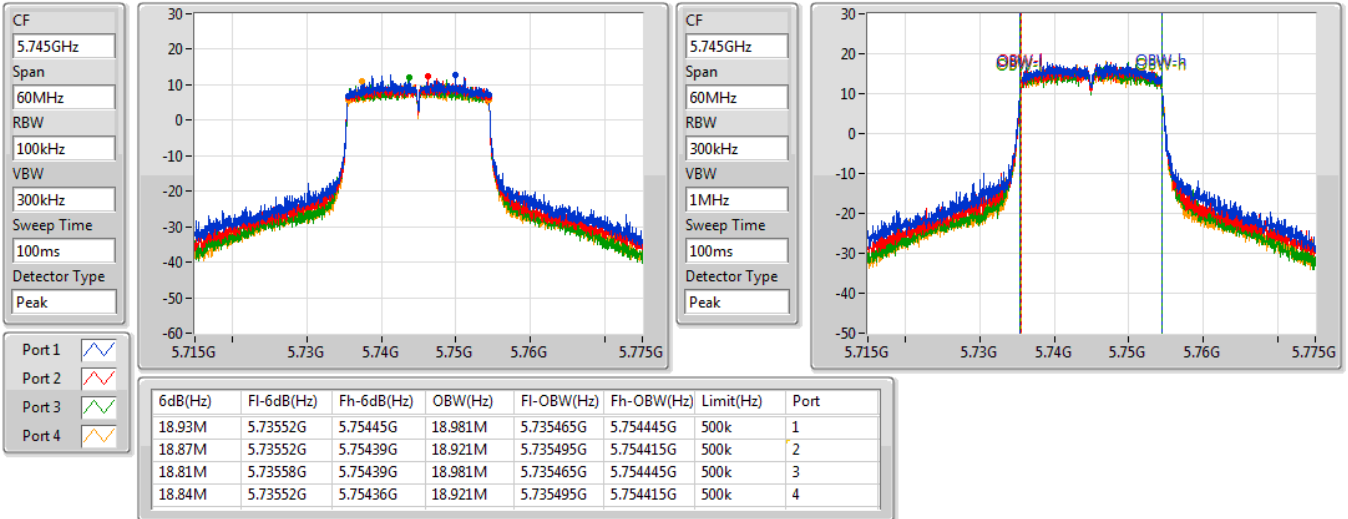 CF
5.745GHz
Span
60MHz
RBW
100kHz
VBW
300kHz
Sweep Time
100ms
Detector Type
Peak
30
20
10
0
-10
-20
-30
-40
-50
-60
5.715G 5.73G 5.74G 5.75G 5.76G 5.775G
CF
5.745GHz
Span
60MHz
RBW
300kHz
VBW
1MHz
Sweep Time
100ms
Detector Type
Peak
30
20
10
0
-10
-20
-30
-40
-50
OBW-l OBW-h
5.715G 5.73G 5.74G 5.75G 5.76G 5.775G
Port 1
Port 2
Port 3
Port 4
6dB(Hz) Fl-6dB(Hz) Fh-6dB(Hz) OBW(Hz) Fl-OBW(Hz) Fh-OBW(Hz) Limit(Hz) Port
18.93M 5.73552G 5.75445G 18.981M 5.735465G 5.754445G 500k 1
18.87M 5.73552G 5.75439G 18.921M 5.735495G 5.754415G 500k 2
18.81M 5.73558G 5.75439G 18.981M 5.735465G 5.754445G 500k 3
18.84M 5.73552G 5.75436G 18.921M 5.735495G 5.754415G 500k 4